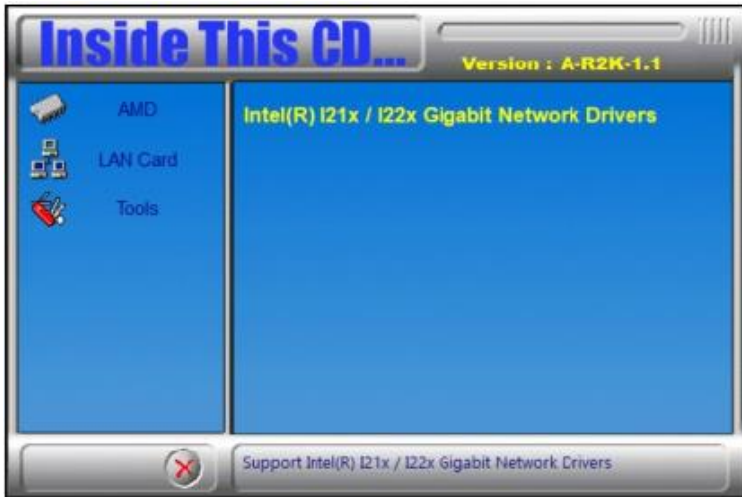 Inside This CD...
Version : A-R2K-1.1
AMD
LAN Card
Tools
Intel(R) I21x / I22x Gigabit Network Drivers
Support Intel(R) I21x / I22x Gigabit Network Drivers